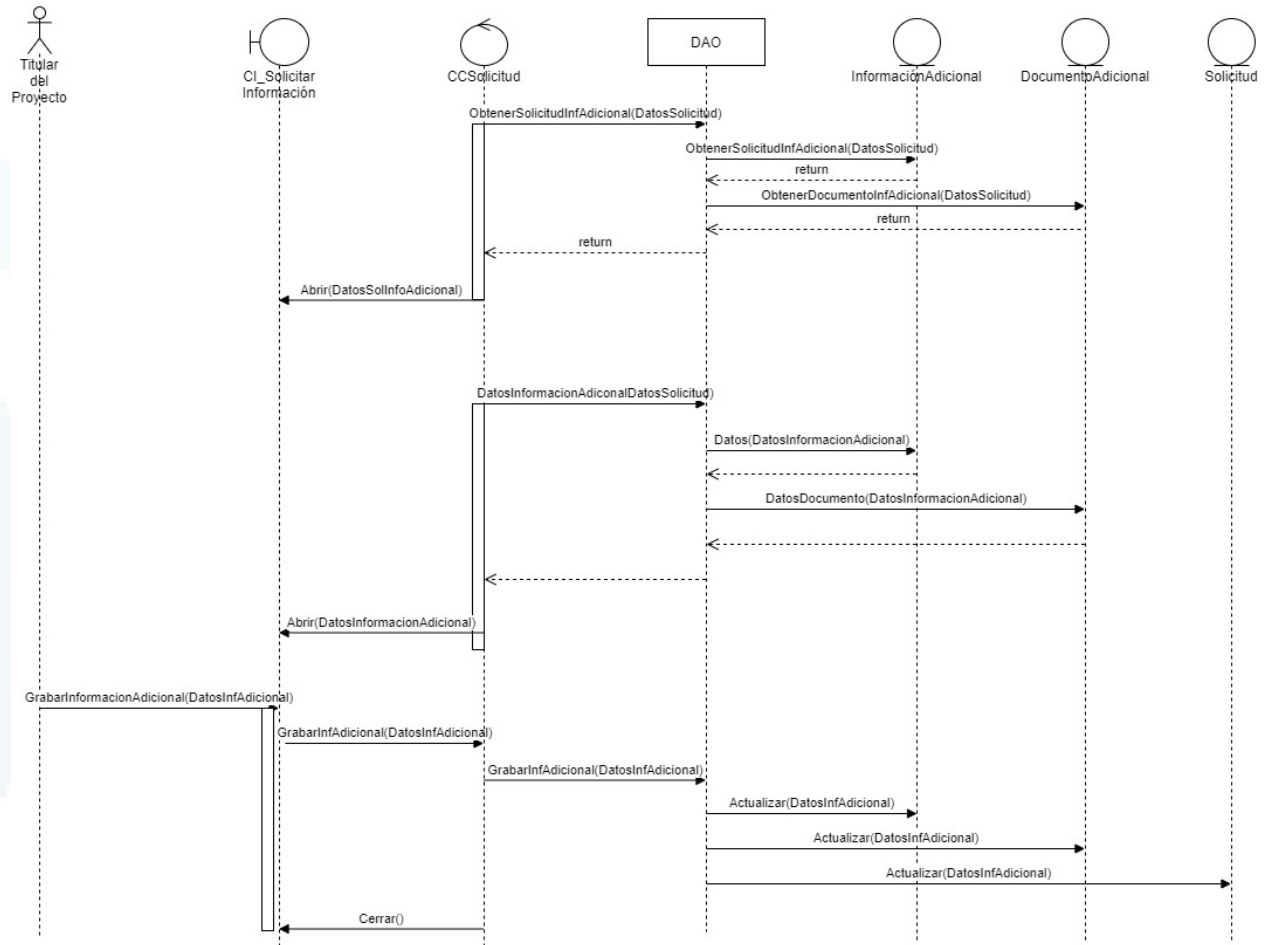 Titular
del
Proyecto
CI_Solicitar
Información
CCSolicitud
DAO
InformaciónAdicional
DocumentoAdicional
Solicitud
ObtenerSolicitudInfAdicional(DatosSolicitud)
ObtenerSolicitudInfAdicional(DatosSolicitud)
return
ObtenerDocumentoInfAdicional(DatosSolicitud)
return
return
Abrir(DatosSolInfoAdicional)
DatosInformacionAdiconalDatosSolicitud)
Datos(DatosInformacionAdicional)
DatosDocumento(DatosInformacionAdicional)
Abrir(DatosInformacionAdicional)
GrabarInformacionAdicional(DatosInfAdicional)
GrabarInfAdicional(DatosInfAdicional)
GrabarInfAdicional(DatosInfAdicional)
Actualizar(DatosInfAdicional)
Actualizar(DatosInfAdicional)
Actualizar(DatosInfAdicional)
Cerrar()